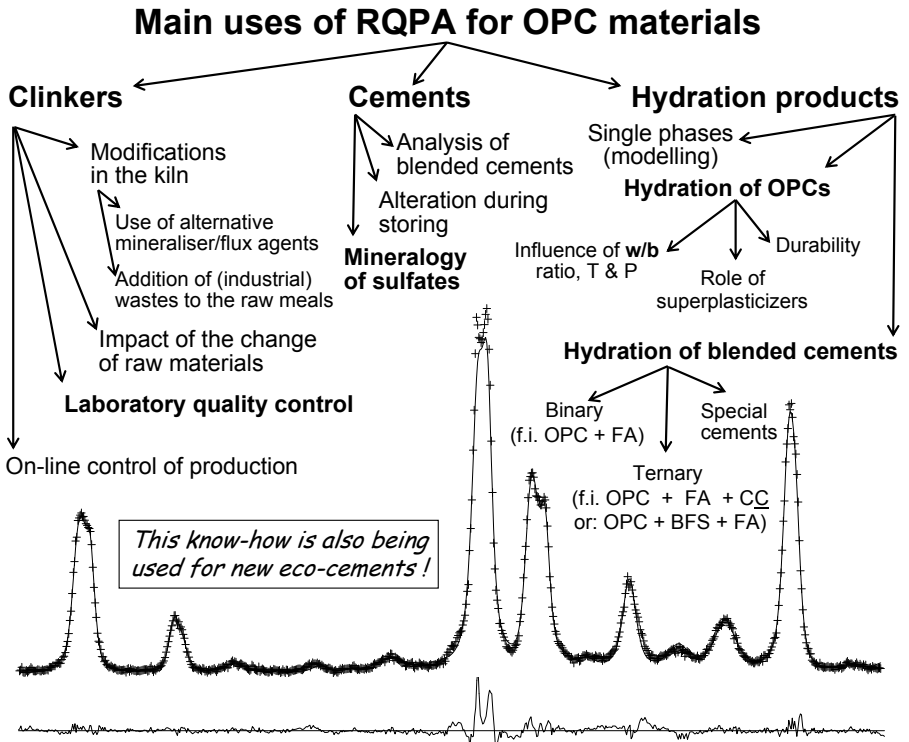 Main uses of RQPA for OPC materials
Clinkers
Modifications
in the kiln
Use of alternative
mineraliser/flux agents
Addition of (industrial)
wastes to the raw meals
Impact of the change
of raw materials
Laboratory quality control
On-line control of production
Cements
Analysis of
blended cements
Alteration during
storing
Mineralogy
of sulfates
Hydration products
Single phases
(modelling)
Hydration of OPCs
Influence of w/b
ratio, T & P
Role of
superplasticizers
Durability
Hydration of blended cements
Binary
(f.i. OPC + FA)
Ternary
(f.i. OPC + FA + CC
or: OPC + BFS + FA)
Special
cements
This know-how is also being
used for new eco-cements !